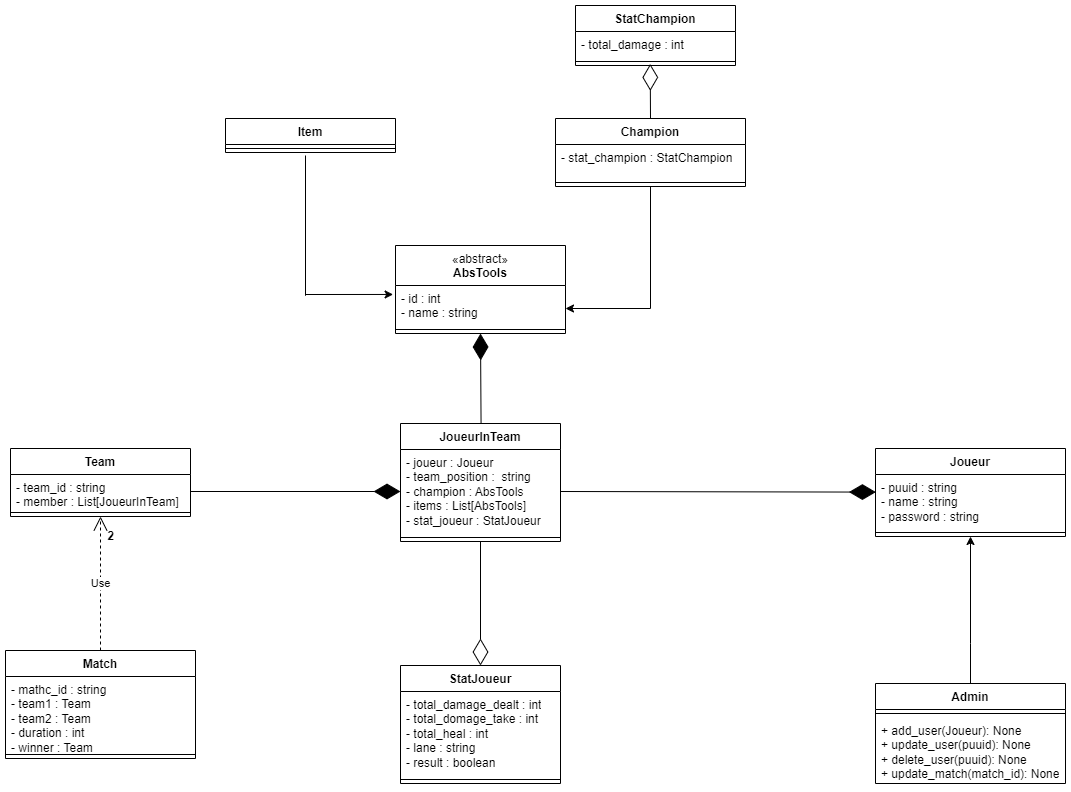 StatChampion
- total_damage : int
Item
Champion
- stat_champion : StatChampion
«abstract»
AbsTools
- id : int
- name : string
JoueurInTeam
- joueur : Joueur
- team_position : string
- champion : AbsTools
- items : List[AbsTools]
- stat_joueur : StatJoueur
Team
- team_id : string
- member : List[JoueurInTeam]
Joueur
- puuid : string
- name : string
- password : string
2
Use
Match
- mathc_id : string
- team1 : Team
- team2 : Team
- duration : int
- winner : Team
StatJoueur
- total_damage_dealt : int
- total_domage_take : int
- total_heal : int
- lane : string
- result : boolean
Admin
+ add_user(Joueur): None
+ update_user(puuid): None
+ delete_user(puuid): None
+ update_match(match_id): None